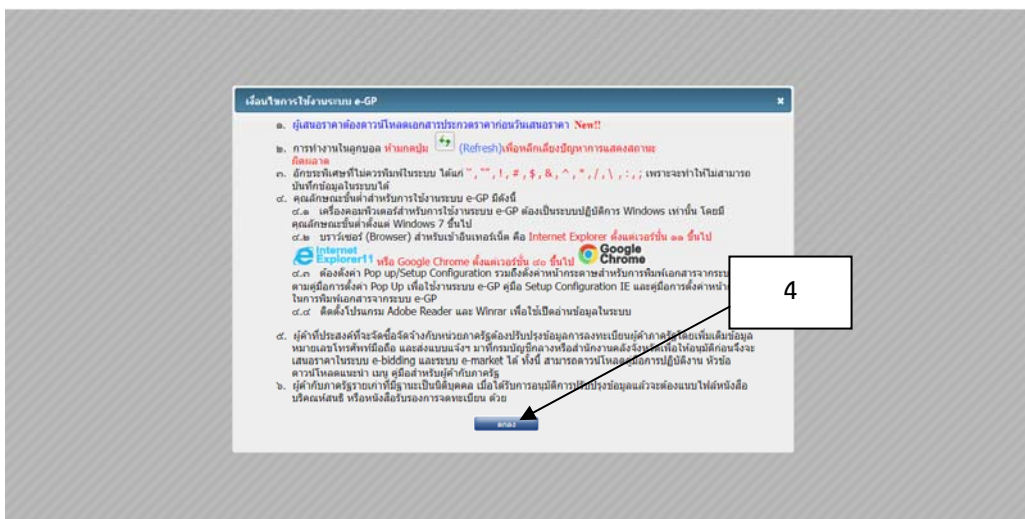 เงื่อนไขการใช้งานระบบ e-GP
๑. ผู้เสนอราคาต้องดาวน์โหลดเอกสารประกวดราคาก่อนวันเสนอราคา New!!
๒. การทำงานในลูกบอล ห้ามกดปุ่ม (Refresh)เพื่อหลีกเลี่ยงปัญหาการแสดงสถานะ
ผิดพลาด
๓. อักขระพิเศษที่ไม่ควรพิมพ์ในระบบ ได้แก่ ~, "", !, #, $, &, ^, *, /, \, :, ; เพราะจะทำให้ไม่สามารถ
บันทึกข้อมูลในระบบได้
๔. คุณลักษณะขั้นต่ำสำหรับการใช้งานระบบ e-GP มีดังนี้
๔.๑ เครื่องคอมพิวเตอร์สำหรับการใช้งานระบบ e-GP ต้องเป็นระบบปฏิบัติการ Windows เท่านั้น โดยมี
คุณลักษณะขั้นต่ำตั้งแต่ Windows 7 ขึ้นไป
๔.๒ บราว์เซอร์ (Browser) สำหรับเข้าอินเทอร์เน็ต คือ Internet Explorer ตั้งแต่เวอร์ชั่น ๑๑ ขึ้นไป
Internet Explorer11 หรือ Google Chrome ตั้งแต่เวอร์ชั่น ๔๐ ขึ้นไป Google Chrome
๔.๓ ต้องตั้งค่า Pop up/Setup Configuration รวมถึงตั้งค่าหน้ากระดาษสำหรับการพิมพ์เอกสารจากระบ
ตามคู่มือการตั้งค่า Pop Up เพื่อใช้งานระบบ e-GP คู่มือ Setup Configuration IE และคู่มือการตั้งค่าหน้า
ในการพิมพ์เอกสารจากระบบ e-GP
๔.๔ ติดตั้งโปรแกรม Adobe Reader และ Winrar เพื่อใช้เปิดอ่านข้อมูลในระบบ
4
๕. ผู้ค้าที่ประสงค์ที่จะจัดซื้อจัดจ้างกับหน่วยภาครัฐต้องปรับปรุงข้อมูลการลงทะเบียนผู้ค้าภาครัฐโดยเพิ่มเติมข้อมูล
หมายเลขโทรศัพท์มือถือ และส่งแบบแจ้งฯ มาที่กรมบัญชีกลางหรือสำนักงานคลังจังหวัดเพื่อให้อนุมัติก่อนจึงจะ
เสนอราคาในระบบ e-bidding และระบบ e-market ได้ ทั้งนี้ สามารถดาวน์โหลดคู่มือการปฏิบัติงาน หัวข้อ
ดาวน์โหลดแนะนำ เมนู คู่มือสำหรับผู้ค้ากับภาครัฐ
๖. ผู้ค้ากับภาครัฐรายเก่าที่มีฐานะเป็นนิติบุคคล เมื่อได้รับการอนุมัติการปรับปรุงข้อมูลแล้วจะต้องแนบไฟล์หนังสือ
บริคณห์สนธิ หรือหนังสือรับรองการจดทะเบียน ด้วย
ตกลง